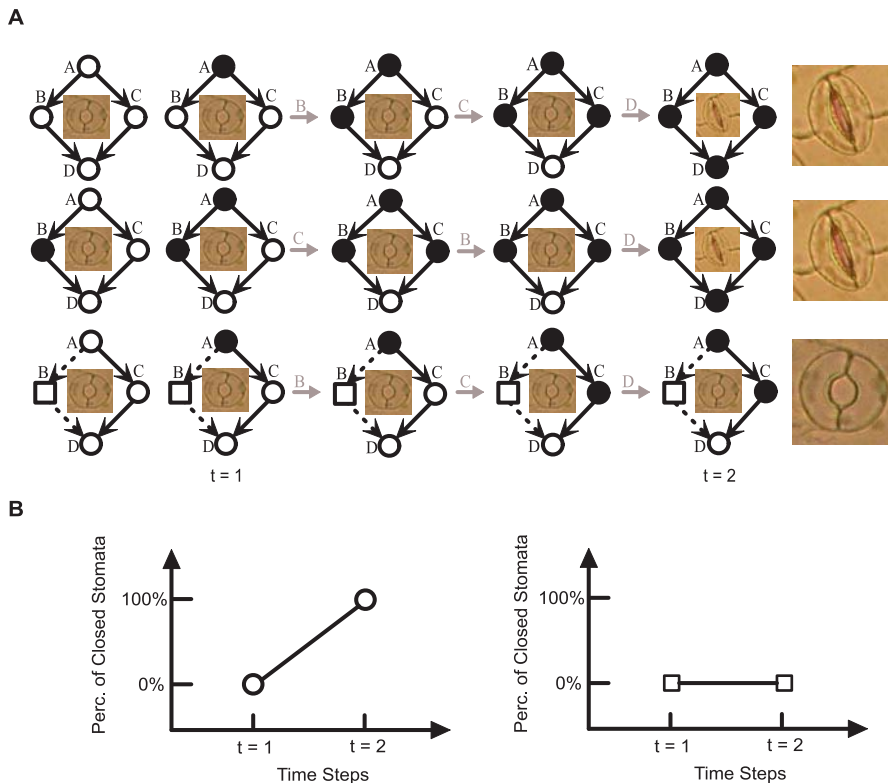 A
A A A A A
B C B C B B C C B C D B C
D D D D D
A A A A A
B C B C C B C B B C D B C
D D D D D
A A A A A
B C B C B B C C B C D B C
D D D D D
t = 1 t = 2
B
Perc. of Closed Stomata
100%
0%
t = 1 t = 2
Time Steps
Perc. of Closed Stomata
100%
0%
t = 1 t = 2
Time Steps